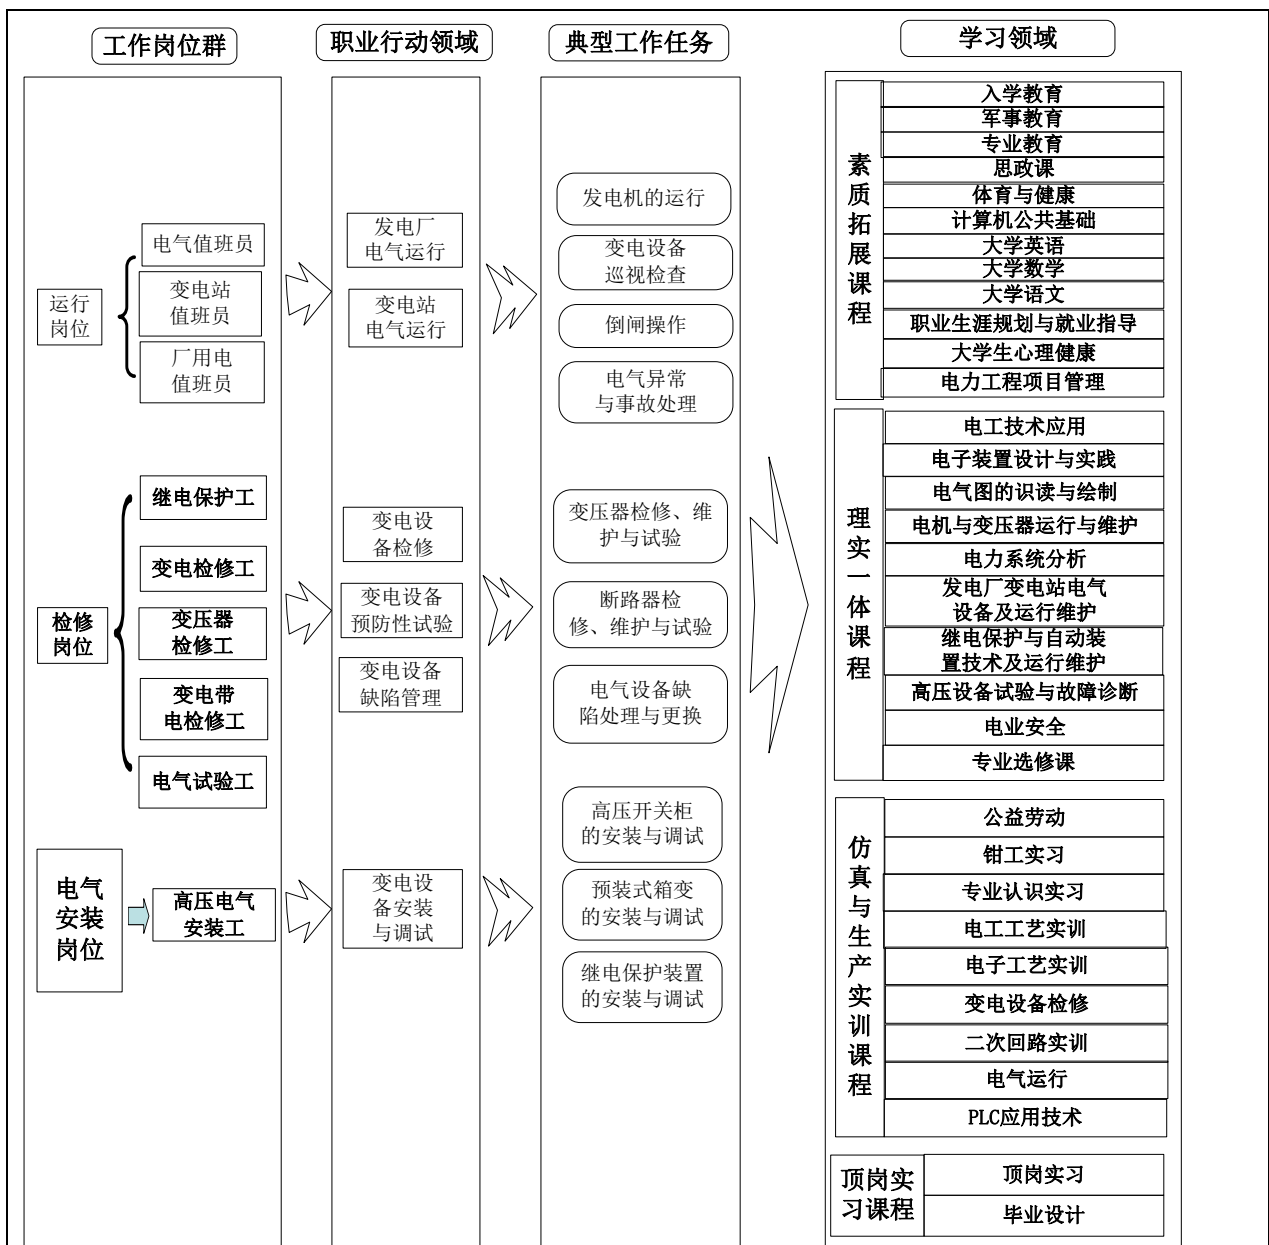 工作岗位群
职业行动领域
典型工作任务
学习领域
运行
岗位
电气值班员
变电站
值班员
厂用电
值班员
发电厂
电气运行
变电站
电气运行
发电机的运行
变电设备
巡视检查
倒闸操作
电气异常
与事故处理
检修
岗位
继电保护工
变电检修工
变压器
检修工
变电带
电检修工
电气试验工
变电设
备检修
变电设备
预防性试验
变电设备
缺陷管理
变压器检修、维
护与试验
断路器检
修、维护与试验
电气设备缺
陷处理与更换
电气
安装
岗位
高压电气
安装工
变电设
备安装
与调试
高压开关柜
的安装与调试
预装式箱变
的安装与调试
继电保护装置
的安装与调试
素质拓展课程
入学教育
军事教育
专业教育
思政课
体育与健康
计算机公共基础
大学英语
大学数学
大学语文
职业生涯规划与就业指导
大学生心理健康
电力工程项目管理
理实一体课程
电工技术应用
电子装置设计与实践
电气图的识读与绘制
电机与变压器运行与维护
电力系统分析
发电厂变电站电气
设备及运行维护
继电保护与自动装
置技术及运行维护
高压设备试验与故障诊断
电业安全
专业选修课
仿真与生产实训课程
公益劳动
钳工实习
专业认识实习
电工工艺实训
电子工艺实训
变电设备检修
二次回路实训
电气运行
PLC应用技术
顶岗实
习课程
顶岗实习
毕业设计